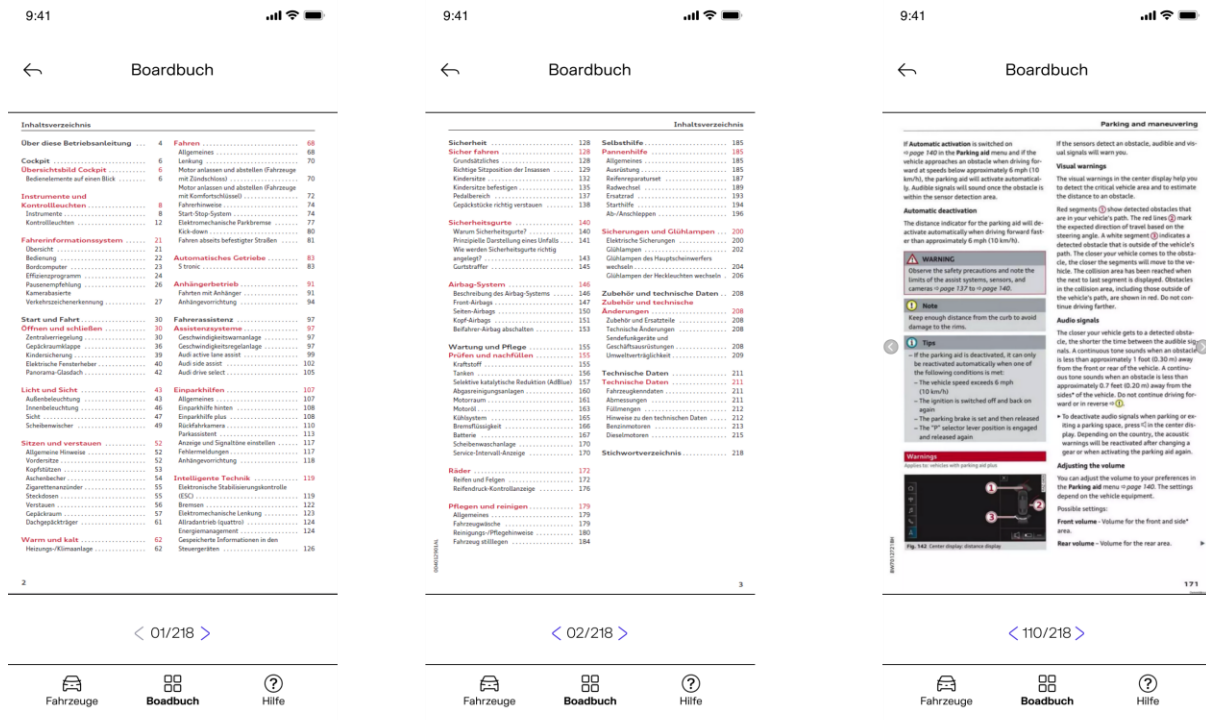 9:41
Boardbuch
Inhaltsverzeichnis
Über diese Betriebsanleitung ... 4
Cockpit ... 6
Übersichtsbild Cockpit ... 6
Bedienelemente auf einen Blick ... 6
Instrumente und
Kontrollleuchten ... 8
Instrumente ... 8
Kontrollleuchten ... 12
Fahrerinformationssystem ... 21
Übersicht ... 21
Bedienung ... 22
Bordcomputer ... 23
Effizienzprogramm ... 24
Pausenempfehlung ... 26
Kamerabasierte
Verkehrszeichenerkennung ... 27
Start und Fahrt ... 30
Öffnen und schließen ... 30
Zentralverriegelung ... 30
Gepäckraumklappe ... 36
Kindersicherung ... 39
Elektrische Fensterheber ... 40
Panorama-Glasdach ... 42
Licht und Sicht ... 43
Außenbeleuchtung ... 43
Innenbeleuchtung ... 46
Sicht ... 47
Scheibenwischer ... 49
Sitzen und verstauen ... 52
Allgemeine Hinweise ... 52
Vordersitze ... 52
Kopfstützen ... 53
Aschenbecher ... 54
Zigarettenanzünder ... 55
Steckdosen ... 55
Verstauen ... 56
Gepäckraum ... 57
Dachgepäckträger ... 61
Warm und kalt ... 62
Heizungs-/Klimaanlage ... 62
Fahren ... 68
Allgemeines ... 68
Lenkung ... 70
Motor anlassen und abstellen (Fahrzeuge
mit Zündschloss) ... 70
Motor anlassen und abstellen (Fahrzeuge
mit Komfortschlüssel) ... 72
Fahrerhinweise ... 74
Start-Stop-System ... 74
Elektromechanische Parkbremse ... 77
Kick-down ... 80
Fahren abseits befestigter Straßen ... 81
Automatisches Getriebe ... 83
S tronic ... 83
Anhängerbetrieb ... 91
Fahrten mit Anhänger ... 91
Anhängervorrichtung ... 94
Fahrerassistenz ... 97
Assistenzsysteme ... 97
Geschwindigkeitswarnanlage ... 97
Geschwindigkeitsregelanlage ... 97
Audi active lane assist ... 99
Audi side assist ... 102
Audi drive select ... 105
Einparkhilfen ... 107
Allgemeines ... 107
Einparkhilfe hinten ... 108
Einparkhilfe plus ... 108
Rückfahrkamera ... 110
Parkassistent ... 113
Anzeige und Signaltöne einstellen ... 117
Fehlermeldungen ... 117
Anhängervorrichtung ... 118
Intelligente Technik ... 119
Elektronische Stabilisierungskontrolle
(ESC) ... 119
Bremsen ... 122
Elektromechanische Lenkung ... 123
Allradantrieb (quattro) ... 124
Energiemanagement ... 124
Gespeicherte Informationen in den
Steuergeräten ... 126
2
< 01/218 >
Fahrzeuge
Boadbuch
Hilfe
9:41
Boardbuch
Inhaltsverzeichnis
Sicherheit ... 128
Sicher fahren ... 128
Grundsätzliches ... 128
Richtige Sitzposition der Insassen ... 129
Kindersitze ... 132
Kindersitze befestigen ... 135
Pedalbereich ... 137
Gepäckstücke richtig verstauen ... 138
Sicherheitsgurte ... 140
Warum Sicherheitsgurte? ... 140
Prinzipielle Darstellung eines Unfalls ... 141
Wie werden Sicherheitsgurte richtig
angelegt? ... 143
Gurtstraffer ... 145
Airbag-System ... 146
Beschreibung des Airbag-Systems ... 146
Front-Airbags ... 147
Seiten-Airbags ... 150
Kopf-Airbags ... 151
Beifahrer-Airbag abschalten ... 153
Wartung und Pflege ... 155
Prüfen und nachfüllen ... 155
Kraftstoff ... 155
Tanken ... 156
Selektive katalytische Reduktion (AdBlue) 157
Abgasreinigungsanlagen ... 160
Motorraum ... 161
Motoröl ... 163
Kühlsystem ... 165
Bremsflüssigkeit ... 166
Batterie ... 167
Scheibenwaschanlage ... 170
Service-Intervall-Anzeige ... 170
Räder ... 172
Reifen und Felgen ... 172
Reifendruck-Kontrollanzeige ... 176
Pflegen und reinigen ... 179
Allgemeines ... 179
Fahrzeugwäsche ... 179
Reinigungs-/Pflegehinweise ... 180
Fahrzeug stilllegen ... 184
Selbsthilfe ... 185
Pannenhilfe ... 185
Allgemeines ... 185
Ausrüstung ... 185
Reifenreparaturset ... 187
Radwechsel ... 189
Ersatzrad ... 193
Starthilfe ... 194
Ab-/Anschleppen ... 196
Sicherungen und Glühlampen ... 200
Elektrische Sicherungen ... 200
Glühlampen ... 202
Glühlampen des Hauptscheinwerfers
wechseln ... 204
Glühlampen der Heckleuchten wechseln . 206
Zubehör und technische Daten .. 208
Zubehör und technische
Änderungen ... 208
Zubehör und Ersatzteile ... 208
Technische Änderungen ... 208
Sendefunkgeräte und
Geschäftsausrüstungen ... 208
Umweltverträglichkeit ... 209
Technische Daten ... 211
Technische Daten ... 211
Fahrzeugkenndaten ... 211
Abmessungen ... 211
Füllmengen ... 212
Hinweise zu den technischen Daten ... 212
Benzinmotoren ... 213
Dieselmotoren ... 215
Stichwortverzeichnis ... 218
3
< 02/218 >
Fahrzeuge
Boadbuch
Hilfe
9:41
Boardbuch
Parking and maneuvering
If Automatic activation is switched on
⇨ page 140 in the Parking aid menu and if the
vehicle approaches an obstacle when driving for-
ward at speeds below approximately 6 mph (10
km/h), the parking aid will activate automatical-
ly. Audible signals will sound once the obstacle is
within the sensor detection area.
Automatic deactivation
The distance indicator for the parking aid will de-
activate automatically when driving forward fast-
er than approximately 6 mph (10 km/h).
WARNING
Observe the safety precautions and note the
limits of the assist systems, sensors, and
cameras ⇨ page 137 to ⇨ page 140.
Note
Keep enough distance from the curb to avoid
damage to the rims.
Tips
– If the parking aid is deactivated, it can only
be reactivated automatically when one of
the following conditions is met:
– The vehicle speed exceeds 6 mph
(10 km/h)
– The ignition is switched off and back on
again
– The parking brake is set and then released
– The "P" selector lever position is engaged
and released again
Warnings
Applies to: vehicles with parking aid plus
1
2
3
Fig. 142 Center display: distance display
If the sensors detect an obstacle, audible and vis-
ual signals will warn you.
Visual warnings
The visual warnings in the center display help you
to detect the critical vehicle area and to estimate
the distance to an obstacle.
Red segments ① show detected obstacles that
are in your vehicle's path. The red lines ② mark
the expected direction of travel based on the
steering angle. A white segment ③ indicates a
detected obstacle that is outside of the vehicle's
path. The closer your vehicle comes to the obsta-
cle, the closer the segments will move to the ve-
hicle. The collision area has been reached when
the next to last segment is displayed. Obstacles
in the collision area, including those outside of
the vehicle's path, are shown in red. Do not con-
tinue driving farther.
Audio signals
The closer your vehicle gets to a detected obsta-
cle, the shorter the time between the audible sig-
nals. A continuous tone sounds when an obstacle
is less than approximately 1 foot (0.30 m) away
from the front or rear of the vehicle. A continu-
ous tone sounds when an obstacle is less than
approximately 0.7 feet (0.20 m) away from the
sides* of the vehicle. Do not continue driving for-
ward or in reverse ⇨ ①.
▸ To deactivate audio signals when parking or ex-
iting a parking space, press in the center dis-
play. Depending on the country, the acoustic
warnings will be reactivated after changing a
gear or when activating the parking aid again.
Adjusting the volume
You can adjust the volume to your preferences in
the Parking aid menu ⇨ page 140. The settings
depend on the vehicle equipment.
Possible settings:
Front volume - Volume for the front and side*
area.
Rear volume - Volume for the rear area.
171
< 110/218 >
Fahrzeuge
Boadbuch
Hilfe